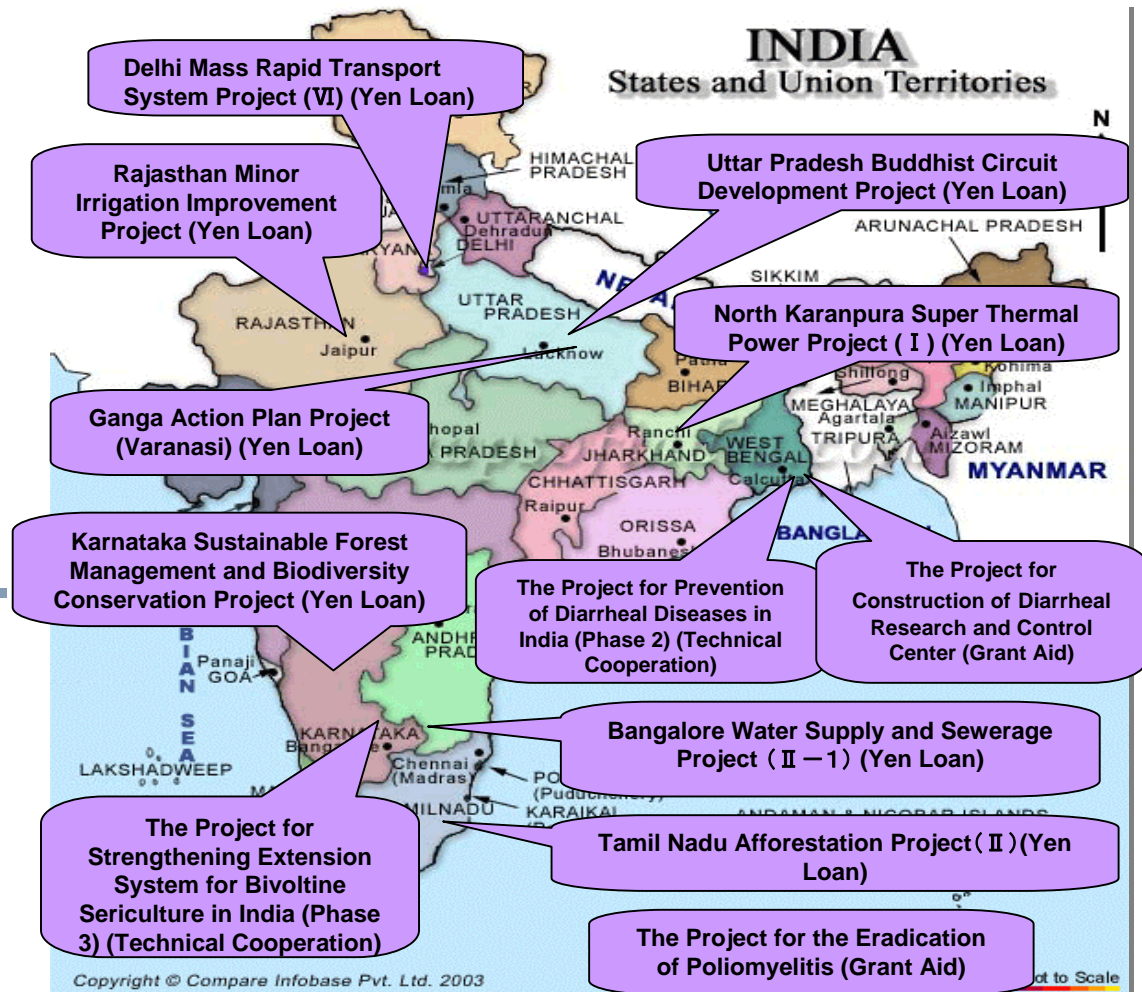 INDIA
States and Union Territories
N
Delhi Mass Rapid Transport
System Project (Ⅵ) (Yen Loan)
Rajasthan Minor
Irrigation Improvement
Project (Yen Loan)
HIMACHAL
PRADESH
Uttar Pradesh Buddhist Circuit
Development Project (Yen Loan)
UTTARANCHAL
Dehradun
DELHI
ARUNACHAL PRADESH
SIKKIM
UTTAR
PRADESH
RAJASTHAN
Jaipur
Lucknow
North Karanpura Super Thermal
Power Project (Ⅰ) (Yen Loan)
BIHAR
Shillong
Kohima
Imphal
MANIPUR
MEGHALAYA
Agartala
TRIPURA
Aizawl
MIZORAM
MYANMAR
Ganga Action Plan Project
(Varanasi) (Yen Loan)
PRADESH
Ranchi
JHARKHAND
WEST
BENGAL
Calcutta
CHHATTISGARH
Raipur
ORISSA
Karnataka Sustainable Forest
Management and Biodiversity
Conservation Project (Yen Loan)
The Project for Prevention
of Diarrheal Diseases in
India (Phase 2) (Technical
Cooperation)
The Project for
Construction of Diarrheal
Research and Control
Center (Grant Aid)
SEA
Panaji
GOA
KARNATAKA
Chennai
(Madras)
Bangalore Water Supply and Sewerage
Project（Ⅱ－1）(Yen Loan)
LAKSHADWEEP
(Puducherry)
KARAIKAL
Tamil Nadu Afforestation Project（Ⅱ）(Yen
Loan)
The Project for
Strengthening Extension
System for Bivoltine
Sericulture in India (Phase
3) (Technical Cooperation)
The Project for the Eradication
of Poliomyelitis (Grant Aid)
Copyright © Compare Infobase Pvt. Ltd. 2003
to Scale